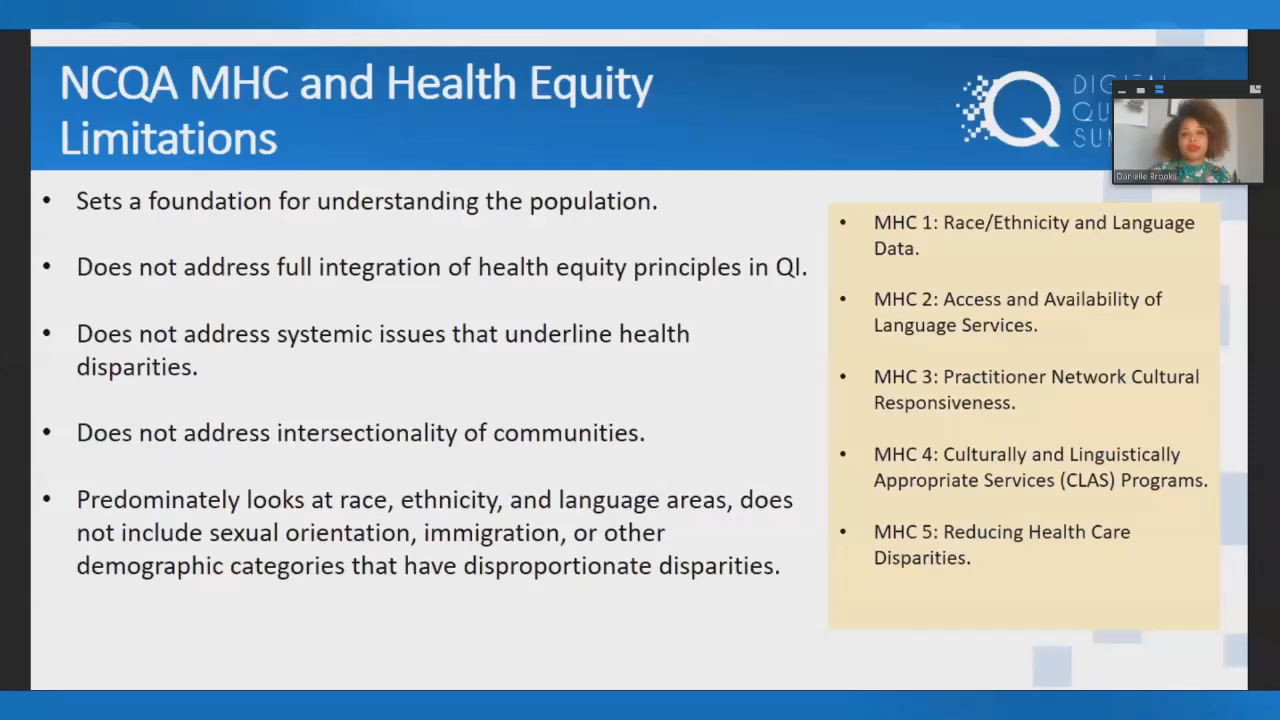 NCQA MHC and Health Equity
Limitations
• Sets a foundation for understanding the population.
• Does not address full integration of health equity principles in QI.
• Does not address systemic issues that underline health
disparities.
• Does not address intersectionality of communities.
• Predominately looks at race, ethnicity, and language areas, does
not include sexual orientation, immigration, or other
demographic categories that have disproportionate disparities.
Danielle Brooks
• MHC 1: Race/Ethnicity and Language
Data.
• MHC 2: Access and Availability of
Language Services.
• MHC 3: Practitioner Network Cultural
Responsiveness.
• MHC 4: Culturally and Linguistically
Appropriate Services (CLAS) Programs.
• MHC 5: Reducing Health Care
Disparities.